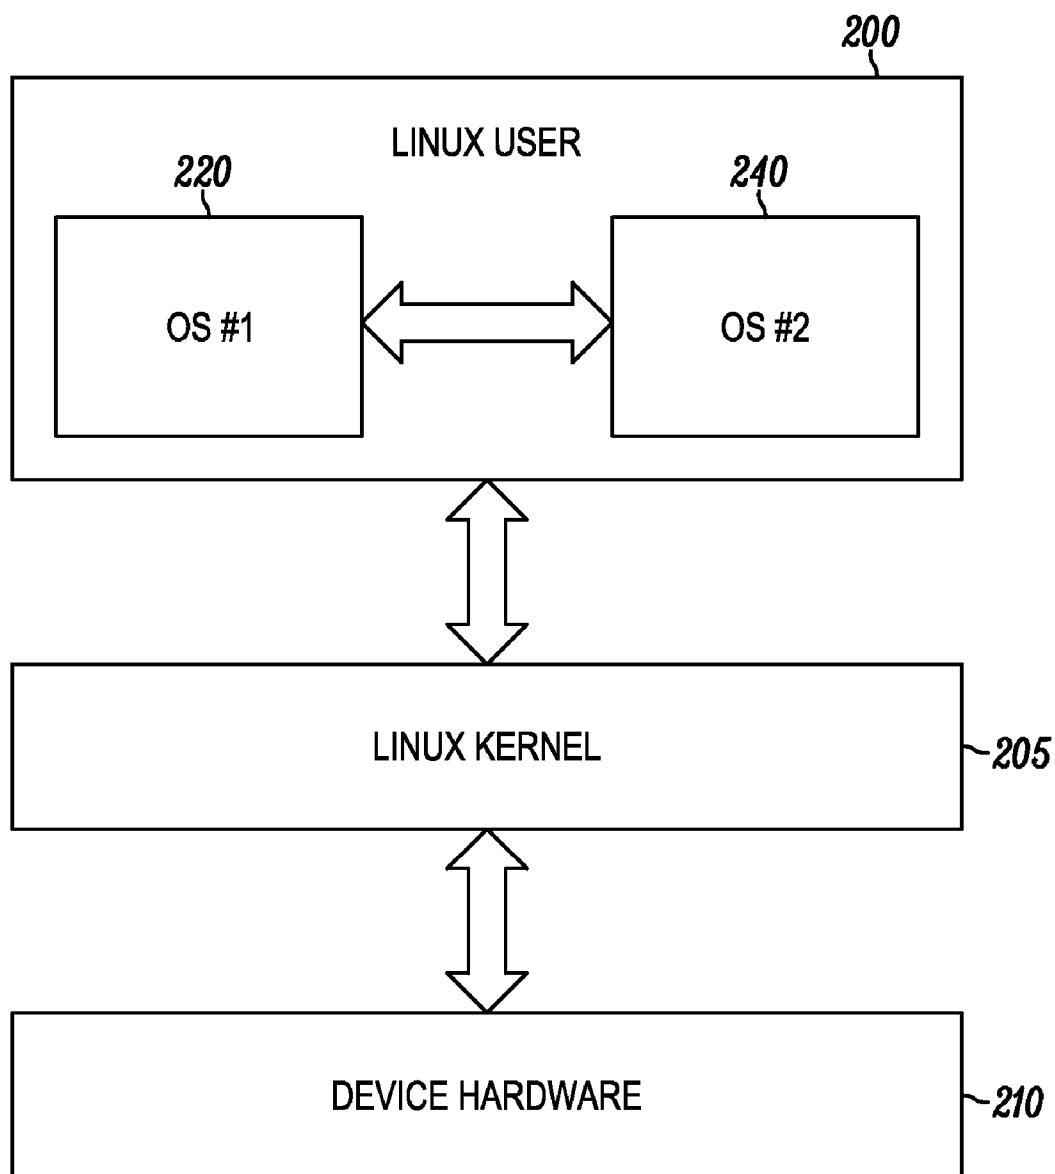 200
LINUX USER
220
240
OS #1
OS #2
LINUX KERNEL
205
DEVICE HARDWARE
210